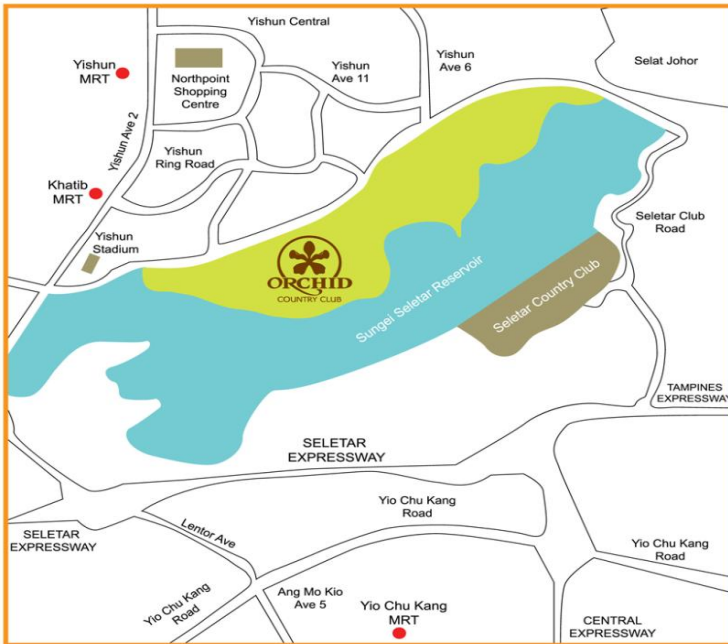 Yishun Central
Yishun
MRT
Northpoint
Shopping
Centre
Yishun
Ave 11
Yishun
Ave 6
Selat Johor
Yishun Ave 2
Yishun
Ring Road
Khatib
MRT
Yishun
Stadium
Seletar Club
Road
ORCHID
COUNTRY CLUB
Sungei Seletar Reservoir
Seletar Country Club
TAMPINES
EXPRESSWAY
SELETAR
EXPRESSWAY
Yio Chu Kang
Road
SELETAR
EXPRESSWAY
Lentor Ave
Yio Chu Kang
Road
Yio Chu Kang
Road
Ang Mo Kio
Ave 5
Yio Chu Kang
MRT
CENTRAL
EXPRESSWAY